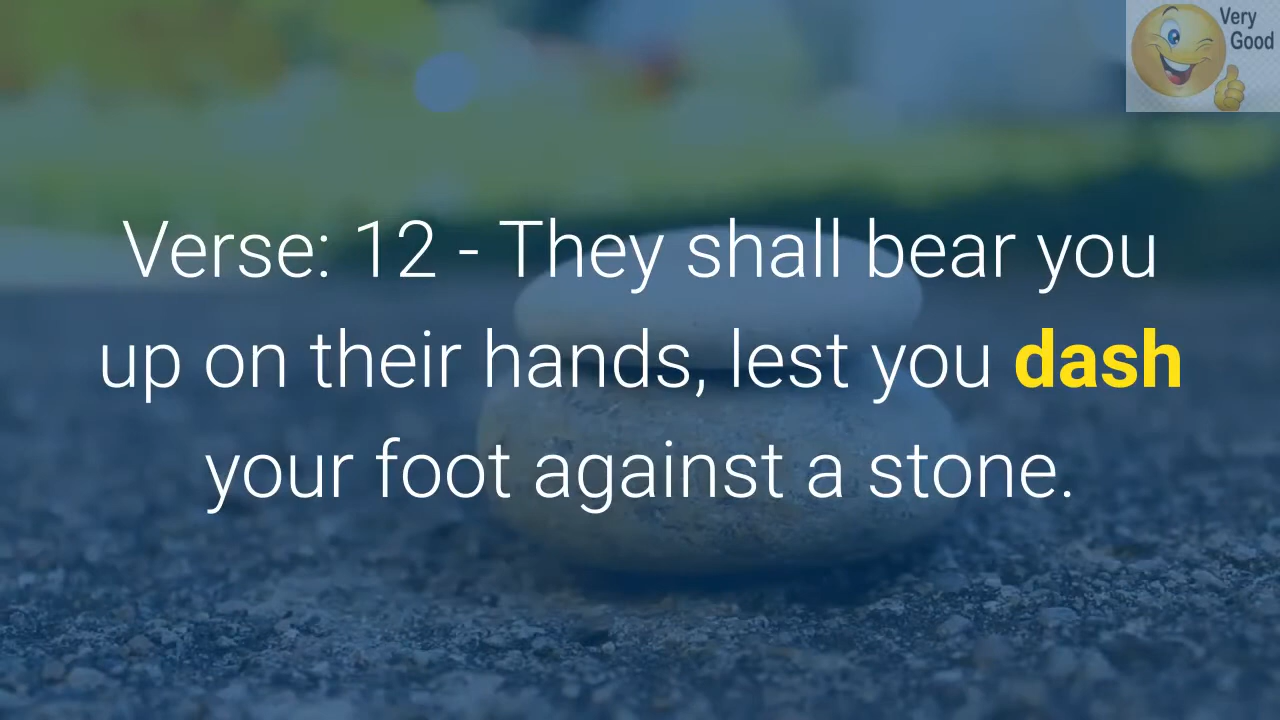 Very
Good
Verse: 12 - They shall bear you
up on their hands, lest you dash
your foot against a stone.